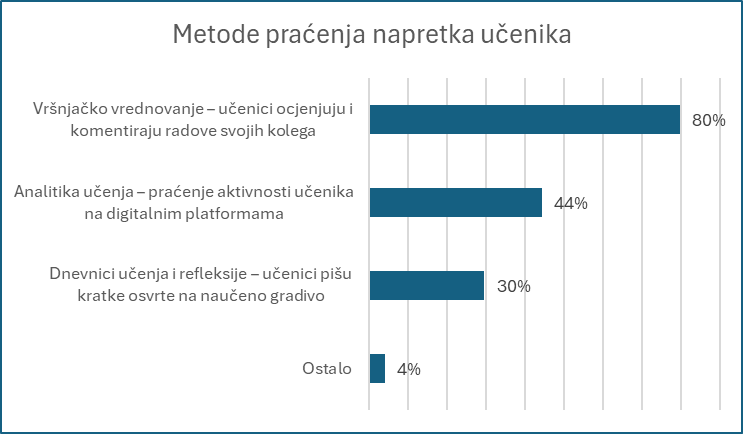 Metode praćenja napretka učenika
Vršnjačko vrednovanje – učenici ocjenjuju i
komentiraju radove svojih kolega
80%
Analitika učenja – praćenje aktivnosti učenika
na digitalnim platformama
44%
Dnevnici učenja i refleksije – učenici pišu
kratke osvrte na naučeno gradivo
30%
Ostalo
4%